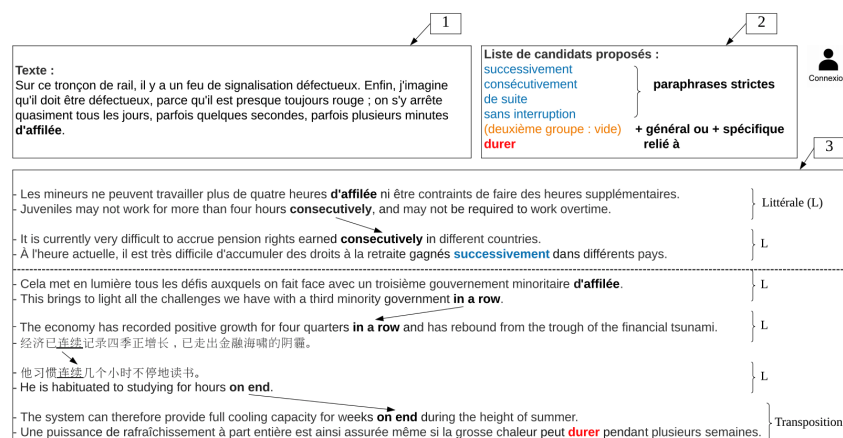 1
2
Texte :
Sur ce tronçon de rail, il y a un feu de signalisation défectueux. Enfin, j'imagine
qu'il doit être défectueux, parce qu'il est presque toujours rouge ; on s'y arrête
quasiment tous les jours, parfois quelques secondes, parfois plusieurs minutes
d'affilée.
Liste de candidats proposés :
successivement
consécutivement
de suite
sans interruption
paraphrases strictes
(deuxième groupe : vide) + général ou + spécifique
durer relié à
Connexio
3
- Les mineurs ne peuvent travailler plus de quatre heures d'affilée ni être contraints de faire des heures supplémentaires.
- Juveniles may not work for more than four hours consecutively, and may not be required to work overtime.
Littérale (L)
- It is currently very difficult to accrue pension rights earned consecutively in different countries.
- À l'heure actuelle, il est très difficile d'accumuler des droits à la retraite gagnés successivement dans différents pays.
L
- Cela met en lumière tous les défis auxquels on fait face avec un troisième gouvernement minoritaire d'affilée.
- This brings to light all the challenges we have with a third minority government in a row.
L
- The economy has recorded positive growth for four quarters in a row and has rebound from the trough of the financial tsunami.
- 经济已连续记录四季正增长，已走出金融海啸的阴霾。
L
- 他习惯连续几个小时不停地读书。
- He is habituated to studying for hours on end.
L
- The system can therefore provide full cooling capacity for weeks on end during the height of summer.
- Une puissance de rafraîchissement à part entière est ainsi assurée même si la grosse chaleur peut durer pendant plusieurs semaines.
Transposition